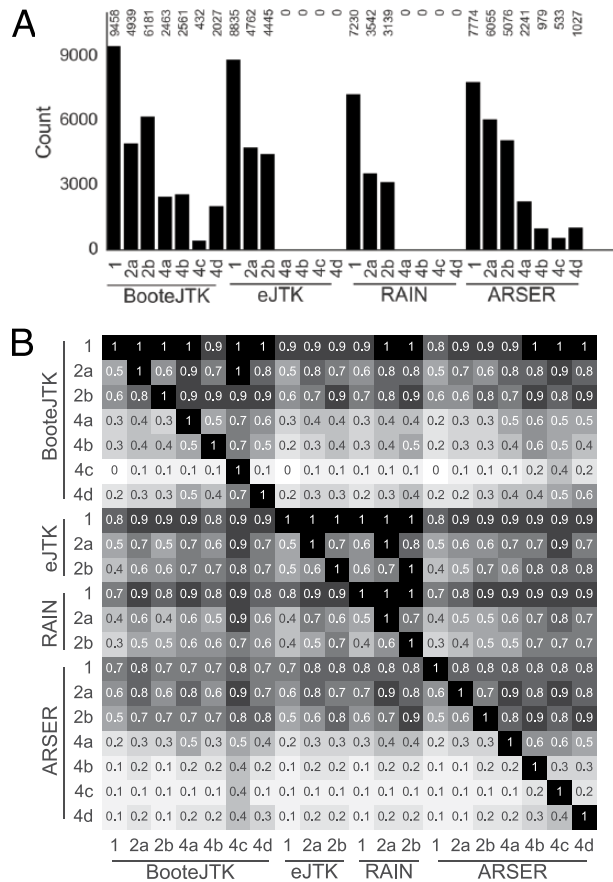 A
9458 4939 6181 2463 2561 432 2027 8835 4762 4445 0 0 0 0 7230 3542 3139 0 0 0 0 7774 6055 5076 2241 979 533 1027
9000
6000
3000
0
Count
1 2a 2b 4a 4b 4c 4d 1 2a 2b 4a 4b 4c 4d 1 2a 2b 4a 4b 4c 4d 1 2a 2b 4a 4b 4c 4d
BooteJTK eJTK RAIN ARSER
B
BooteJTK
1 1 1 1 1 0.9 1 1 0.9 0.9 0.9 0.9 1 1 0.8 0.9 0.9 0.9 1 1 1
2a 0.5 1 0.6 0.9 0.7 1 0.8 0.5 0.8 0.7 0.6 0.8 0.8 0.5 0.7 0.6 0.8 0.8 0.9 0.8
2b 0.6 0.8 1 0.9 0.9 0.9 0.9 0.6 0.7 0.9 0.7 0.8 0.9 0.6 0.7 0.8 0.8 0.9 0.8 0.9
4a 0.3 0.4 0.3 1 0.5 0.7 0.6 0.3 0.4 0.4 0.3 0.4 0.4 0.2 0.3 0.3 0.5 0.6 0.5 0.5
4b 0.3 0.4 0.4 0.5 1 0.7 0.5 0.2 0.3 0.4 0.3 0.4 0.5 0.2 0.3 0.3 0.4 0.6 0.4 0.5
4c 0 0.1 0.1 0.1 0.1 1 0.1 0 0.1 0.1 0.1 0.1 0.1 0 0.1 0.1 0.1 0.2 0.4 0.2
4d 0.2 0.3 0.3 0.5 0.4 0.7 1 0.2 0.3 0.3 0.2 0.3 0.4 0.2 0.2 0.3 0.4 0.4 0.5 0.6
eJTK
1 0.8 0.9 0.9 0.9 0.8 0.9 0.9 1 1 1 1 1 1 0.8 0.9 0.9 0.9 0.9 0.9 0.9
2a 0.5 0.7 0.5 0.7 0.6 0.9 0.7 0.5 1 0.7 0.6 1 0.8 0.5 0.6 0.6 0.7 0.7 0.9 0.7
2b 0.4 0.6 0.6 0.7 0.7 0.8 0.7 0.5 0.6 1 0.6 0.7 1 0.4 0.5 0.7 0.6 0.8 0.8 0.8
RAIN
1 0.7 0.9 0.8 0.9 0.8 0.9 0.8 0.8 0.9 0.9 1 1 1 0.7 0.8 0.9 0.9 0.9 0.9 0.9
2a 0.4 0.6 0.4 0.6 0.5 0.9 0.6 0.4 0.7 0.6 0.5 1 0.7 0.4 0.5 0.5 0.6 0.7 0.8 0.7
2b 0.3 0.5 0.5 0.6 0.6 0.7 0.6 0.4 0.5 0.7 0.4 0.6 1 0.3 0.4 0.5 0.5 0.7 0.7 0.7
ARSER
1 0.7 0.8 0.7 0.7 0.7 0.8 0.7 0.7 0.8 0.8 0.8 0.8 0.8 1 0.8 0.8 0.8 0.8 0.8 0.8
2a 0.6 0.8 0.6 0.8 0.6 0.9 0.7 0.6 0.8 0.7 0.7 0.9 0.8 0.6 1 0.7 0.9 0.8 0.9 0.8
2b 0.5 0.7 0.7 0.7 0.7 0.8 0.8 0.5 0.6 0.8 0.6 0.7 0.9 0.5 0.6 1 0.8 0.9 0.8 0.9
4a 0.2 0.3 0.3 0.5 0.3 0.5 0.4 0.2 0.3 0.3 0.3 0.4 0.4 0.2 0.3 0.3 1 0.6 0.6 0.5
4b 0.1 0.2 0.1 0.2 0.2 0.4 0.2 0.1 0.2 0.2 0.1 0.2 0.2 0.1 0.1 0.2 0.2 1 0.3 0.3
4c 0.1 0.1 0.1 0.1 0.1 0.4 0.1 0.1 0.1 0.1 0.1 0.1 0.1 0.1 0.1 0.1 0.2 0.2 1 0.2
4d 0.1 0.2 0.2 0.2 0.2 0.4 0.3 0.1 0.2 0.2 0.1 0.2 0.2 0.1 0.1 0.2 0.2 0.3 0.4 1
1 2a 2b 4a 4b 4c 4d 1 2a 2b 1 2a 2b 1 2a 2b 4a 4b 4c 4d
BooteJTK eJTK RAIN ARSER